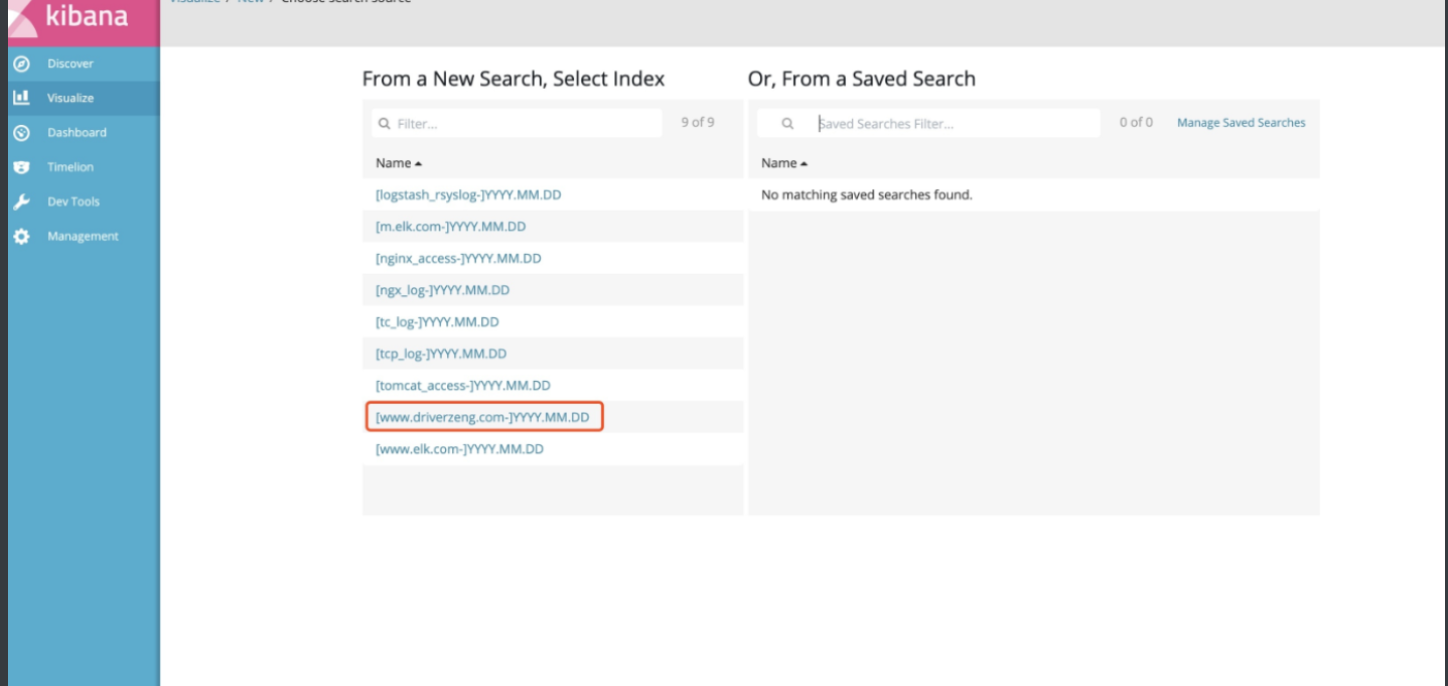 kibana
Visualize / New / Choose search source
Discover
Visualize
Dashboard
Timelion
Dev Tools
Management
From a New Search, Select Index
Filter...
9 of 9
Name
[logstash_rsyslog-]YYYY.MM.DD
[m.elk.com-]YYYY.MM.DD
[nginx_access-]YYYY.MM.DD
[ngx_log-]YYYY.MM.DD
[tc_log-]YYYY.MM.DD
[tcp_log-]YYYY.MM.DD
[tomcat_access-]YYYY.MM.DD
[www.driverzeng.com-]YYYY.MM.DD
[www.elk.com-]YYYY.MM.DD
Or, From a Saved Search
Saved Searches Filter...
0 of 0
Manage Saved Searches
Name
No matching saved searches found.